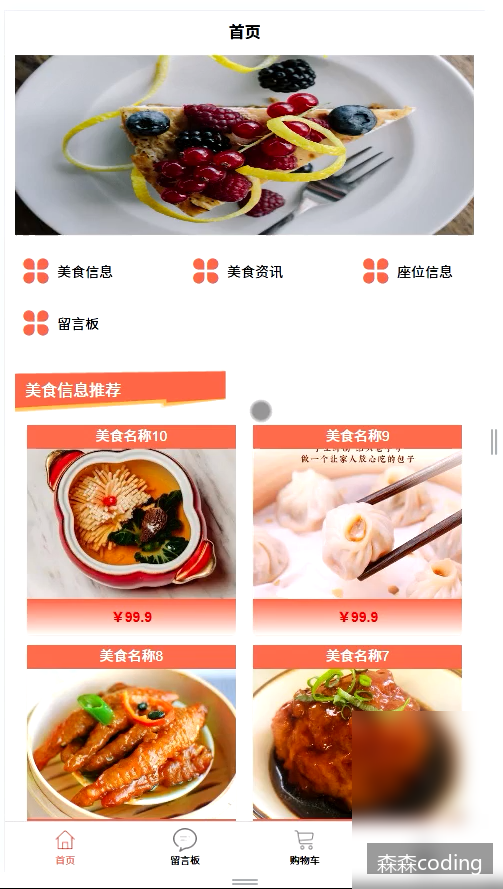 首页
美食信息
美食资讯
座位信息
留言板
美食信息推荐
美食名称10
美食名称9
做一个让家人放心吃的包子
￥99.9
￥99.9
美食名称8
美食名称7
首页
留言板
购物车
森森coding